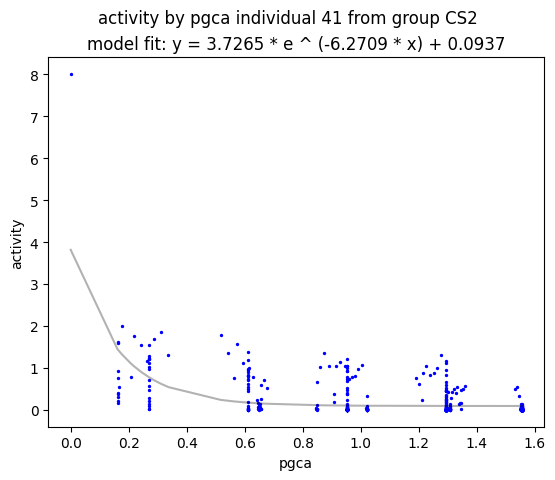 activity by pgca individual 41 from group CS2
model fit: y = 3.7265 * e ^ (-6.2709 * x) + 0.0937
8
7
6
5
4
3
2
1
0
activity
0.0 0.2 0.4 0.6 0.8 1.0 1.2 1.4 1.6
pgca